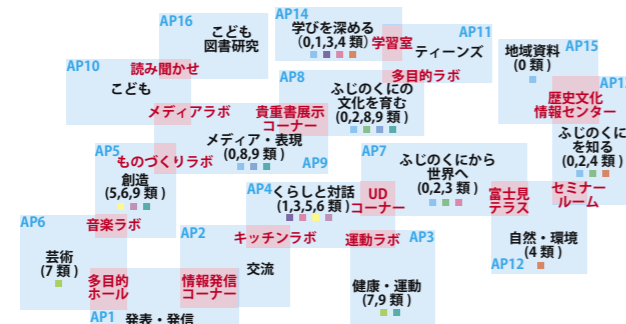 AP16
こども
図書研究
AP14
学びを深める
(0,1,3,4 類)
学習室
AP11
ティーンズ
多目的ラボ
地域資料
(0 類)
AP15
AP10
読み聞かせ
こども
AP8
ふじのくにの
文化を育む
(0,2,8,9 類)
歴史文化
情報センター
メディアラボ
貴重書展示
コーナー
メディア・表現
(0,8,9 類)
AP9
ふじのくに
を知る
(0,2,4 類)
AP5
ものづくりラボ
創造
(5,6,9 類)
AP7
ふじのくにから
世界へ
(0,2,3 類)
AP4
くらしと対話
(1,3,5,6 類)
UD
コーナー
富士見
テラス
セミナー
ルーム
AP6
音楽ラボ
芸術
(7 類)
AP2
キッチンラボ
運動ラボ
AP3
自然・環境
(4 類)
AP12
多目的
ホール
情報発信
コーナー
交流
健康・運動
(7,9 類)
AP1
発表・発信